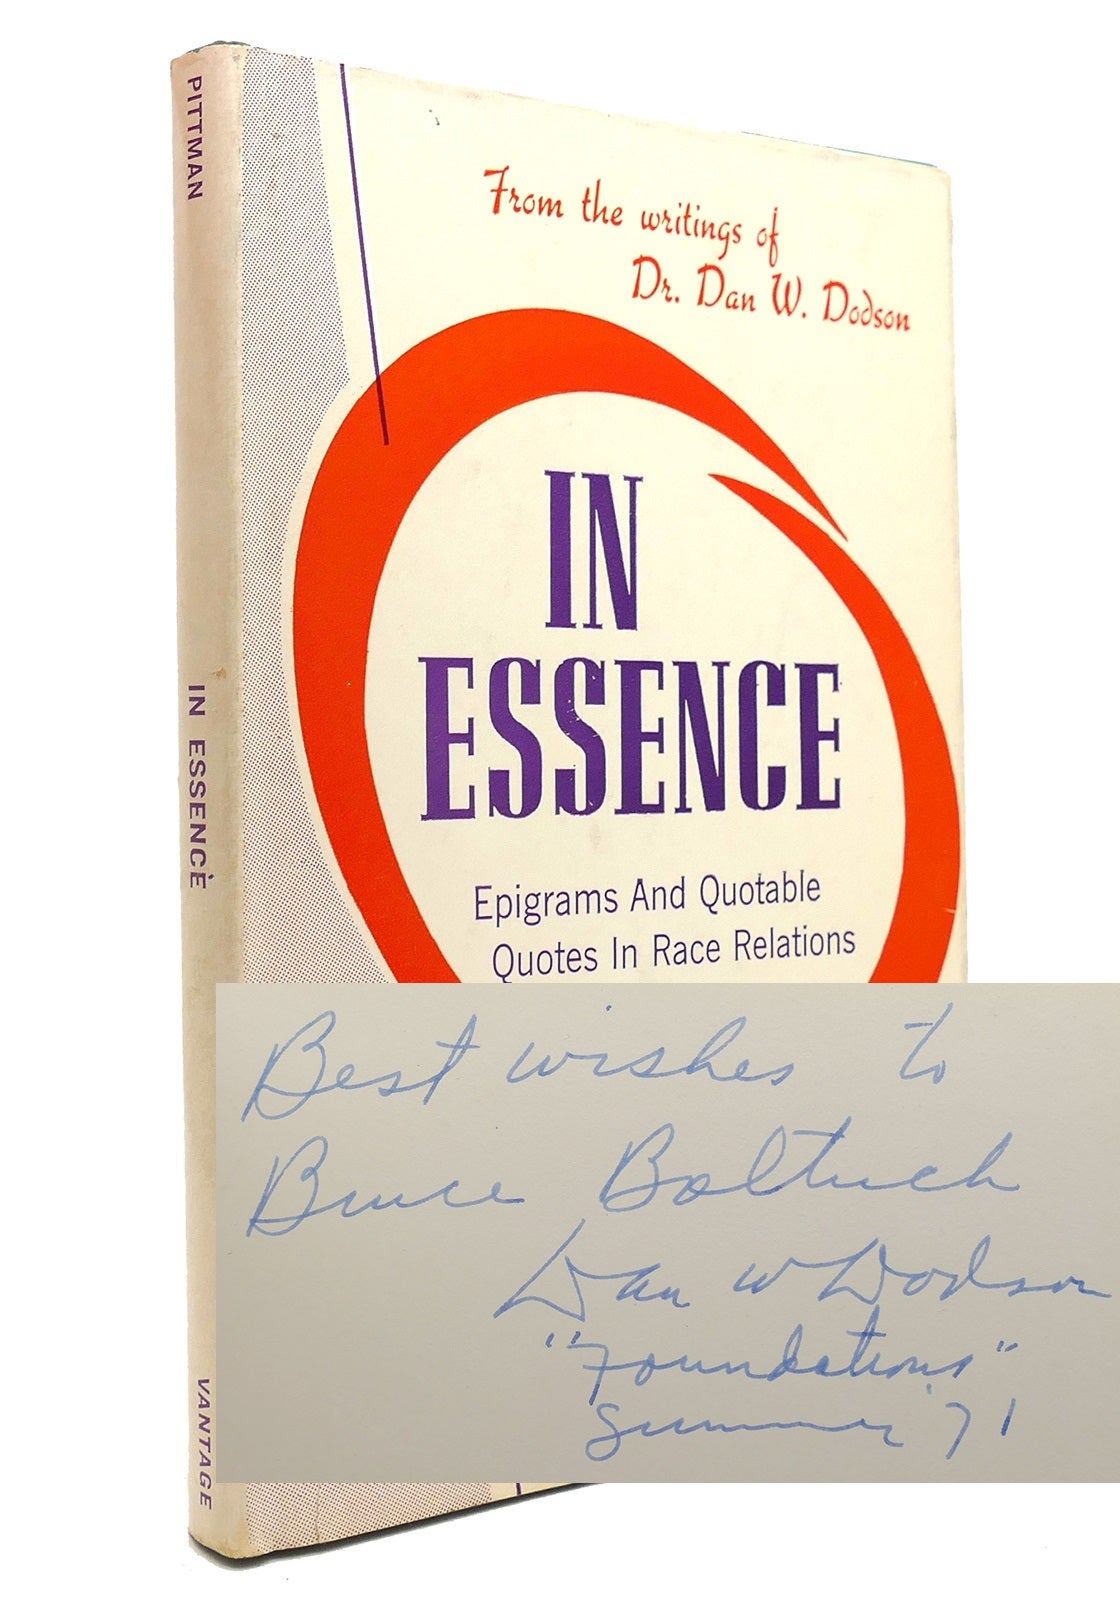 PITTMAN
IN ESSENCE
VANTAGE
From the writings of
Dr. Dan W. Dodson
IN
ESSENCE
Epigrams And Quotable
Quotes In Race Relations
Best wishes to
Bruce Boltuch
Dan W Dodson
"Foundations"
Summer '71